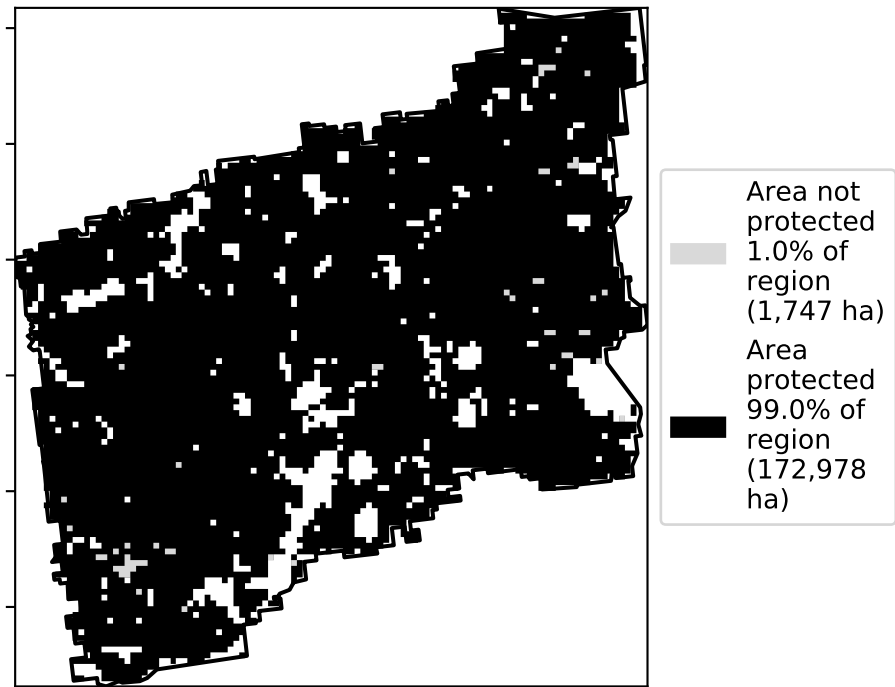 Area not
protected
1.0% of
region
(1,747 ha)
Area
protected
99.0% of
region
(172,978
ha)